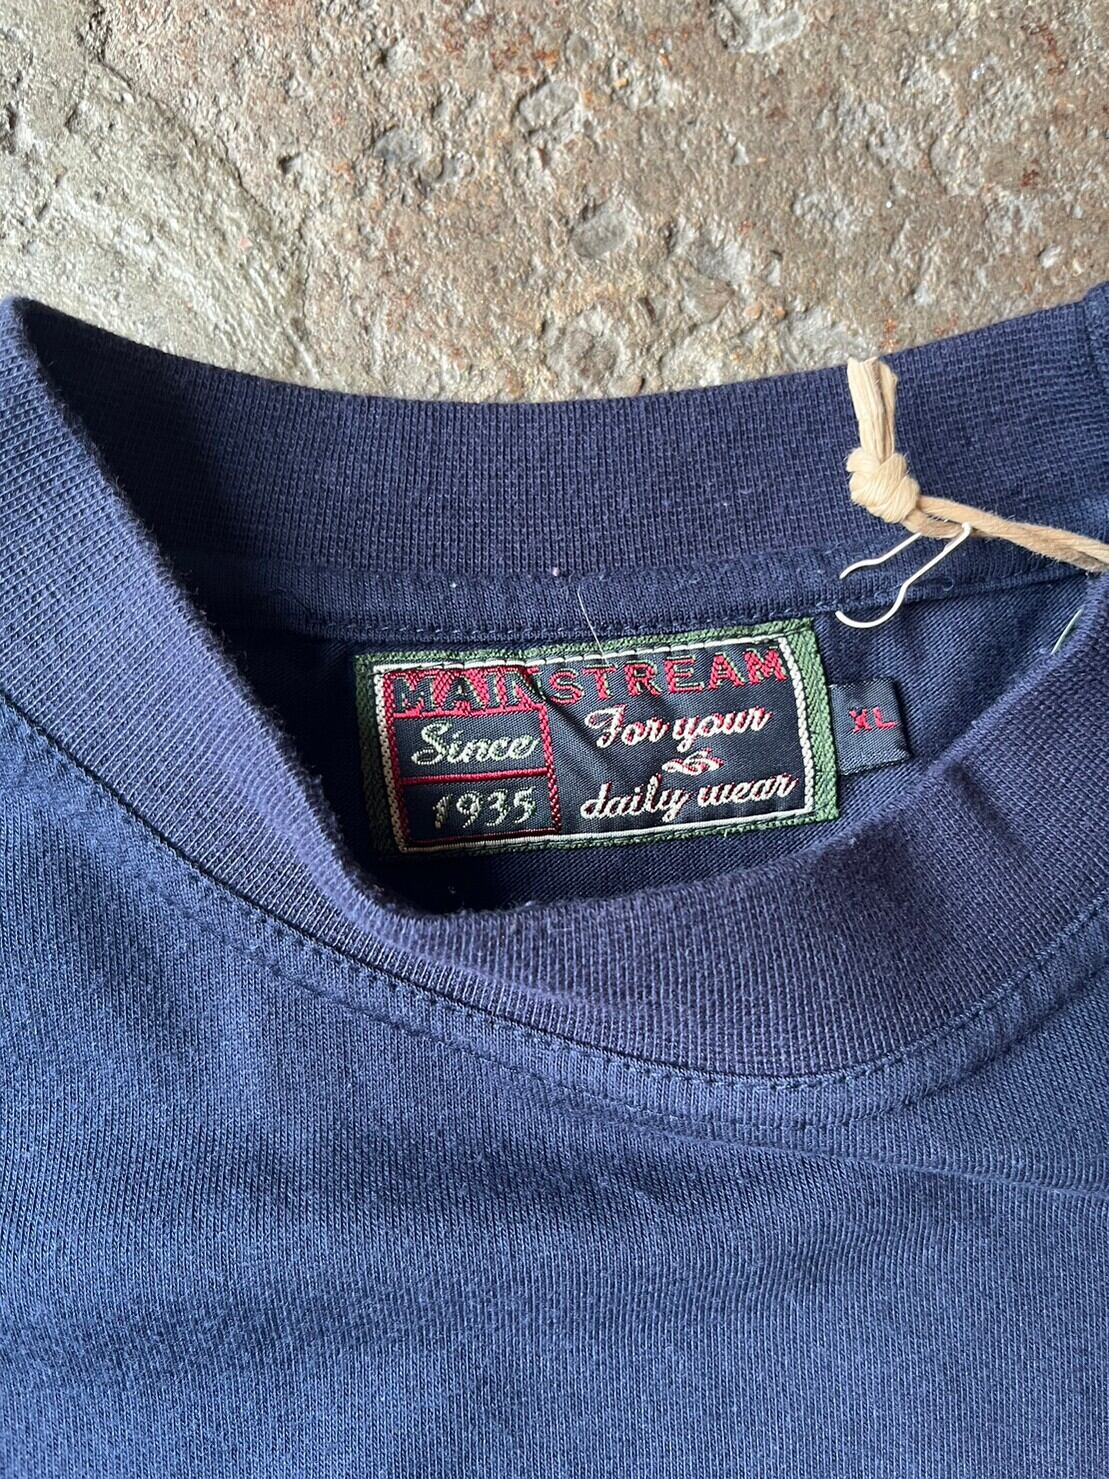 MAINSTREAM
Since
1935
For your
daily wear
XL